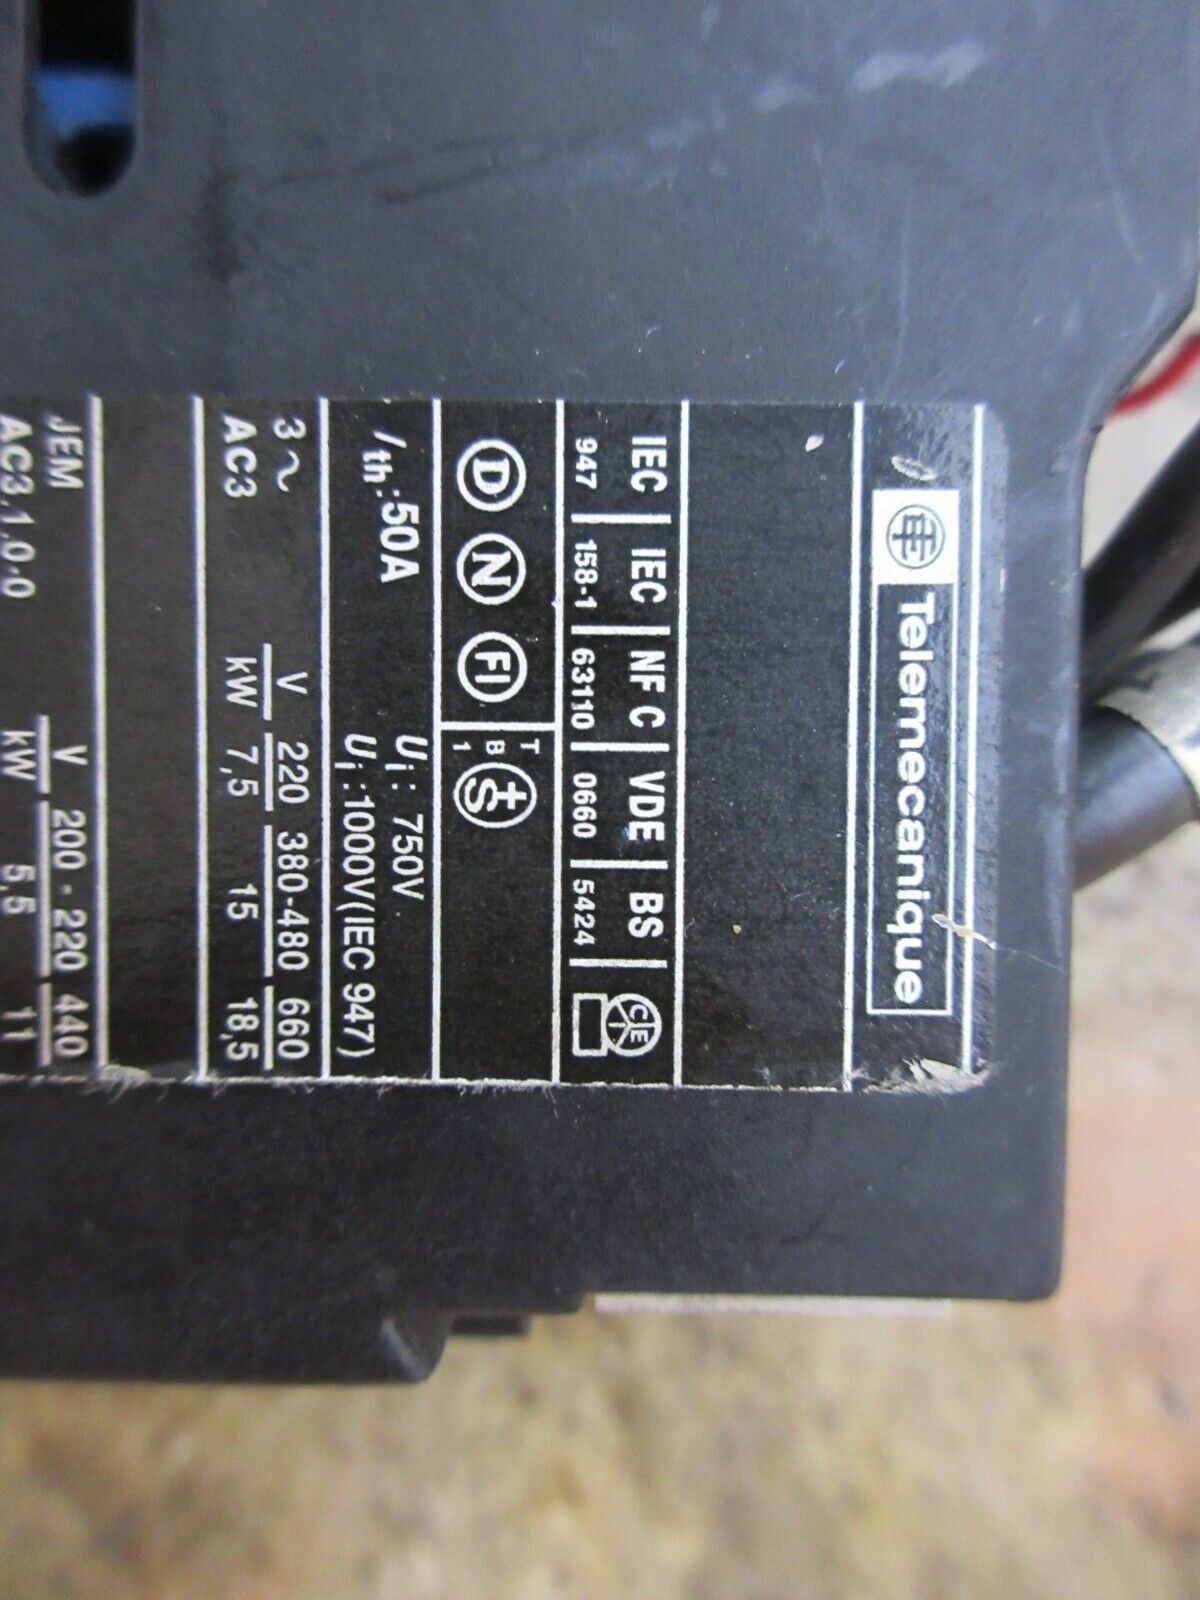 Telemecanique
IEC IEC NF C VDE BS
947 158-1 63110 0660 5424 CE
D N FI T B 1 ±S
Ith:50A Ui: 750V
Ui:1000V(IEC 947)
3~ V 220 380-480 660
AC3 kW 7,5 15 18,5
JEM V 200-220 440
AC3,1,0·0 kW 5,5 11